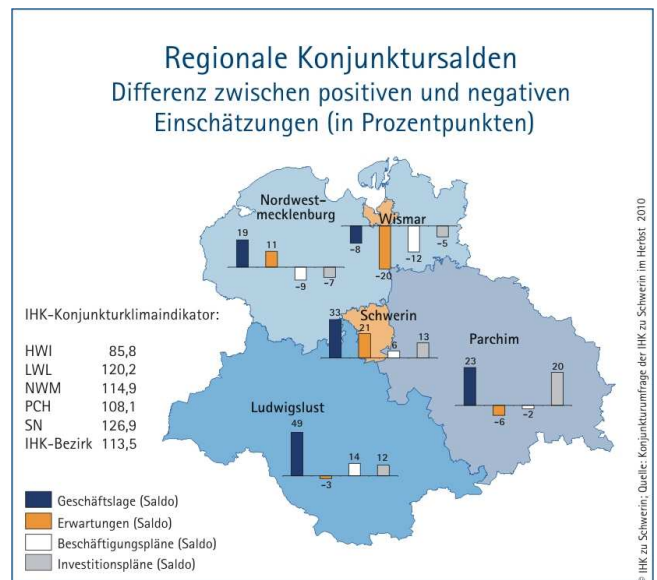 Regionale Konjunktursalden
Differenz zwischen positiven und negativen
Einschätzungen (in Prozentpunkten)
Nordwest-
mecklenburg
19
11
-9
-7
Wismar
-8
-20
-12
-5
Schwerin
33
21
6
13
Parchim
23
-6
-2
20
Ludwigslust
49
-3
14
12
IHK-Konjunkturklimaindikator:
HWI 85,8
LWL 120,2
NWM 114,9
PCH 108,1
SN 126,9
IHK-Bezirk 113,5
Geschäftslage (Saldo)
Erwartungen (Saldo)
Beschäftigungspläne (Saldo)
Investitionspläne (Saldo)
© IHK zu Schwerin; Quelle: Konjunkturumfrage der IHK zu Schwerin im Herbst 2010